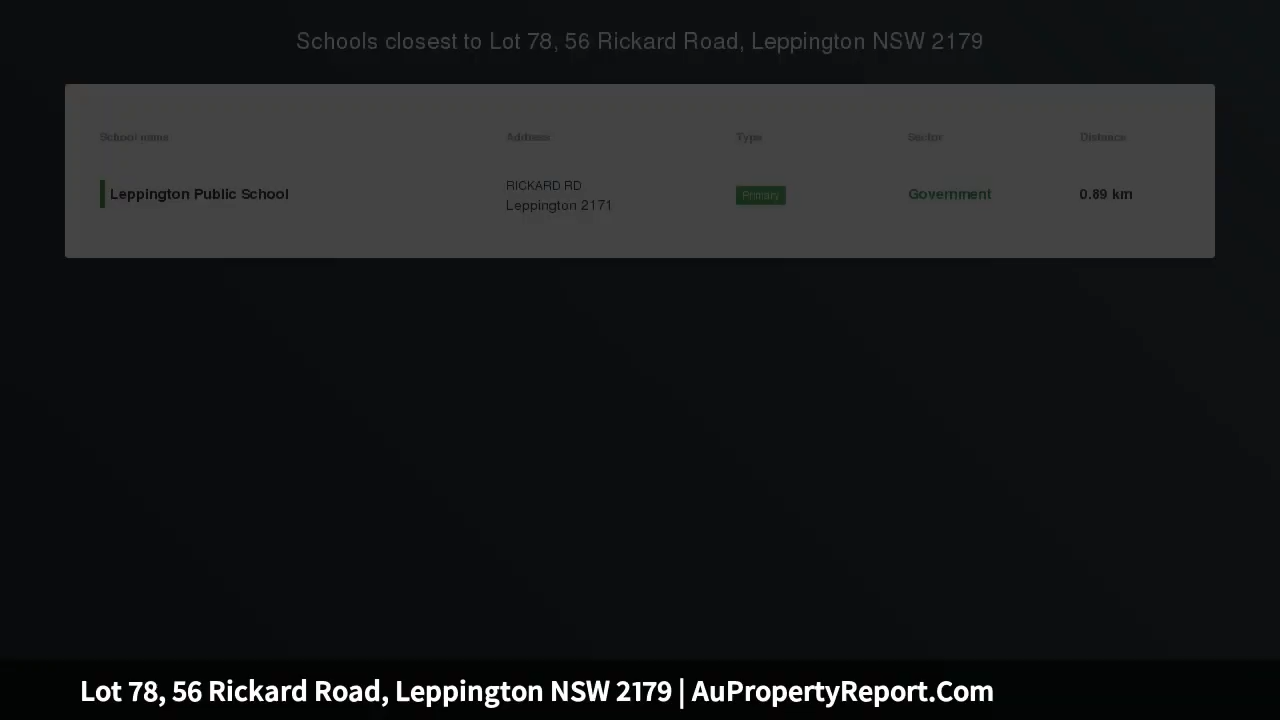 Schools closest to Lot 78, 56 Rickard Road, Leppington NSW 2179
School name Address Type Sector Distance
Leppington Public School RICKARD RD Leppington 2171 Primary Government 0.89 km
Lot 78, 56 Rickard Road, Leppington NSW 2179 | AuPropertyReport.Com